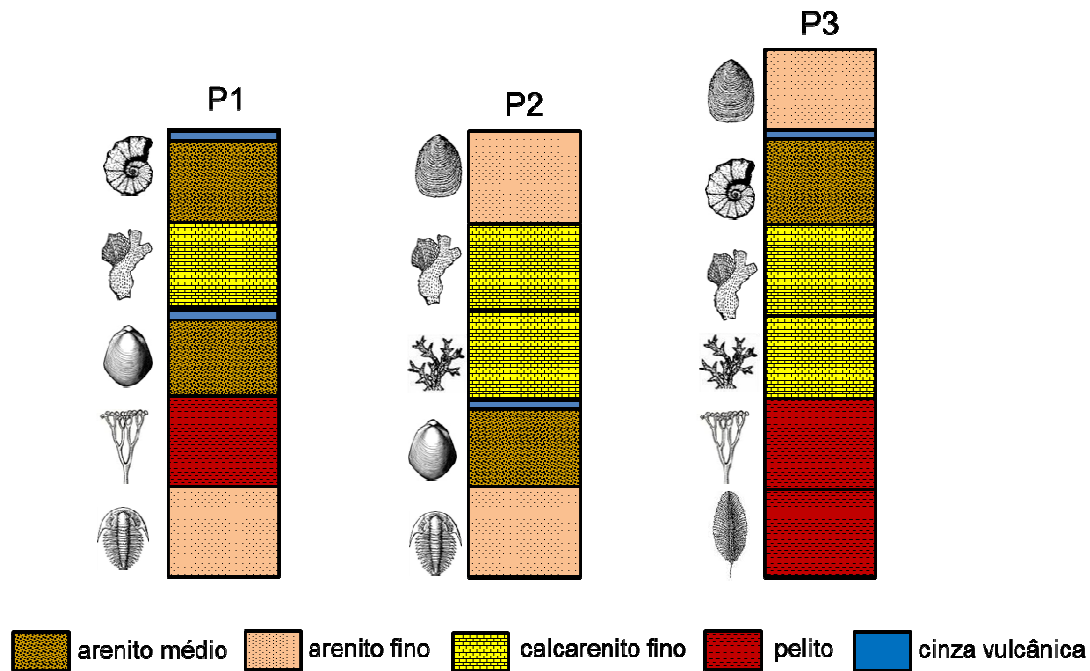 P1
P2
P3
arenito médio
arenito fino
calcarenito fino
pelito
cinza vulcânica